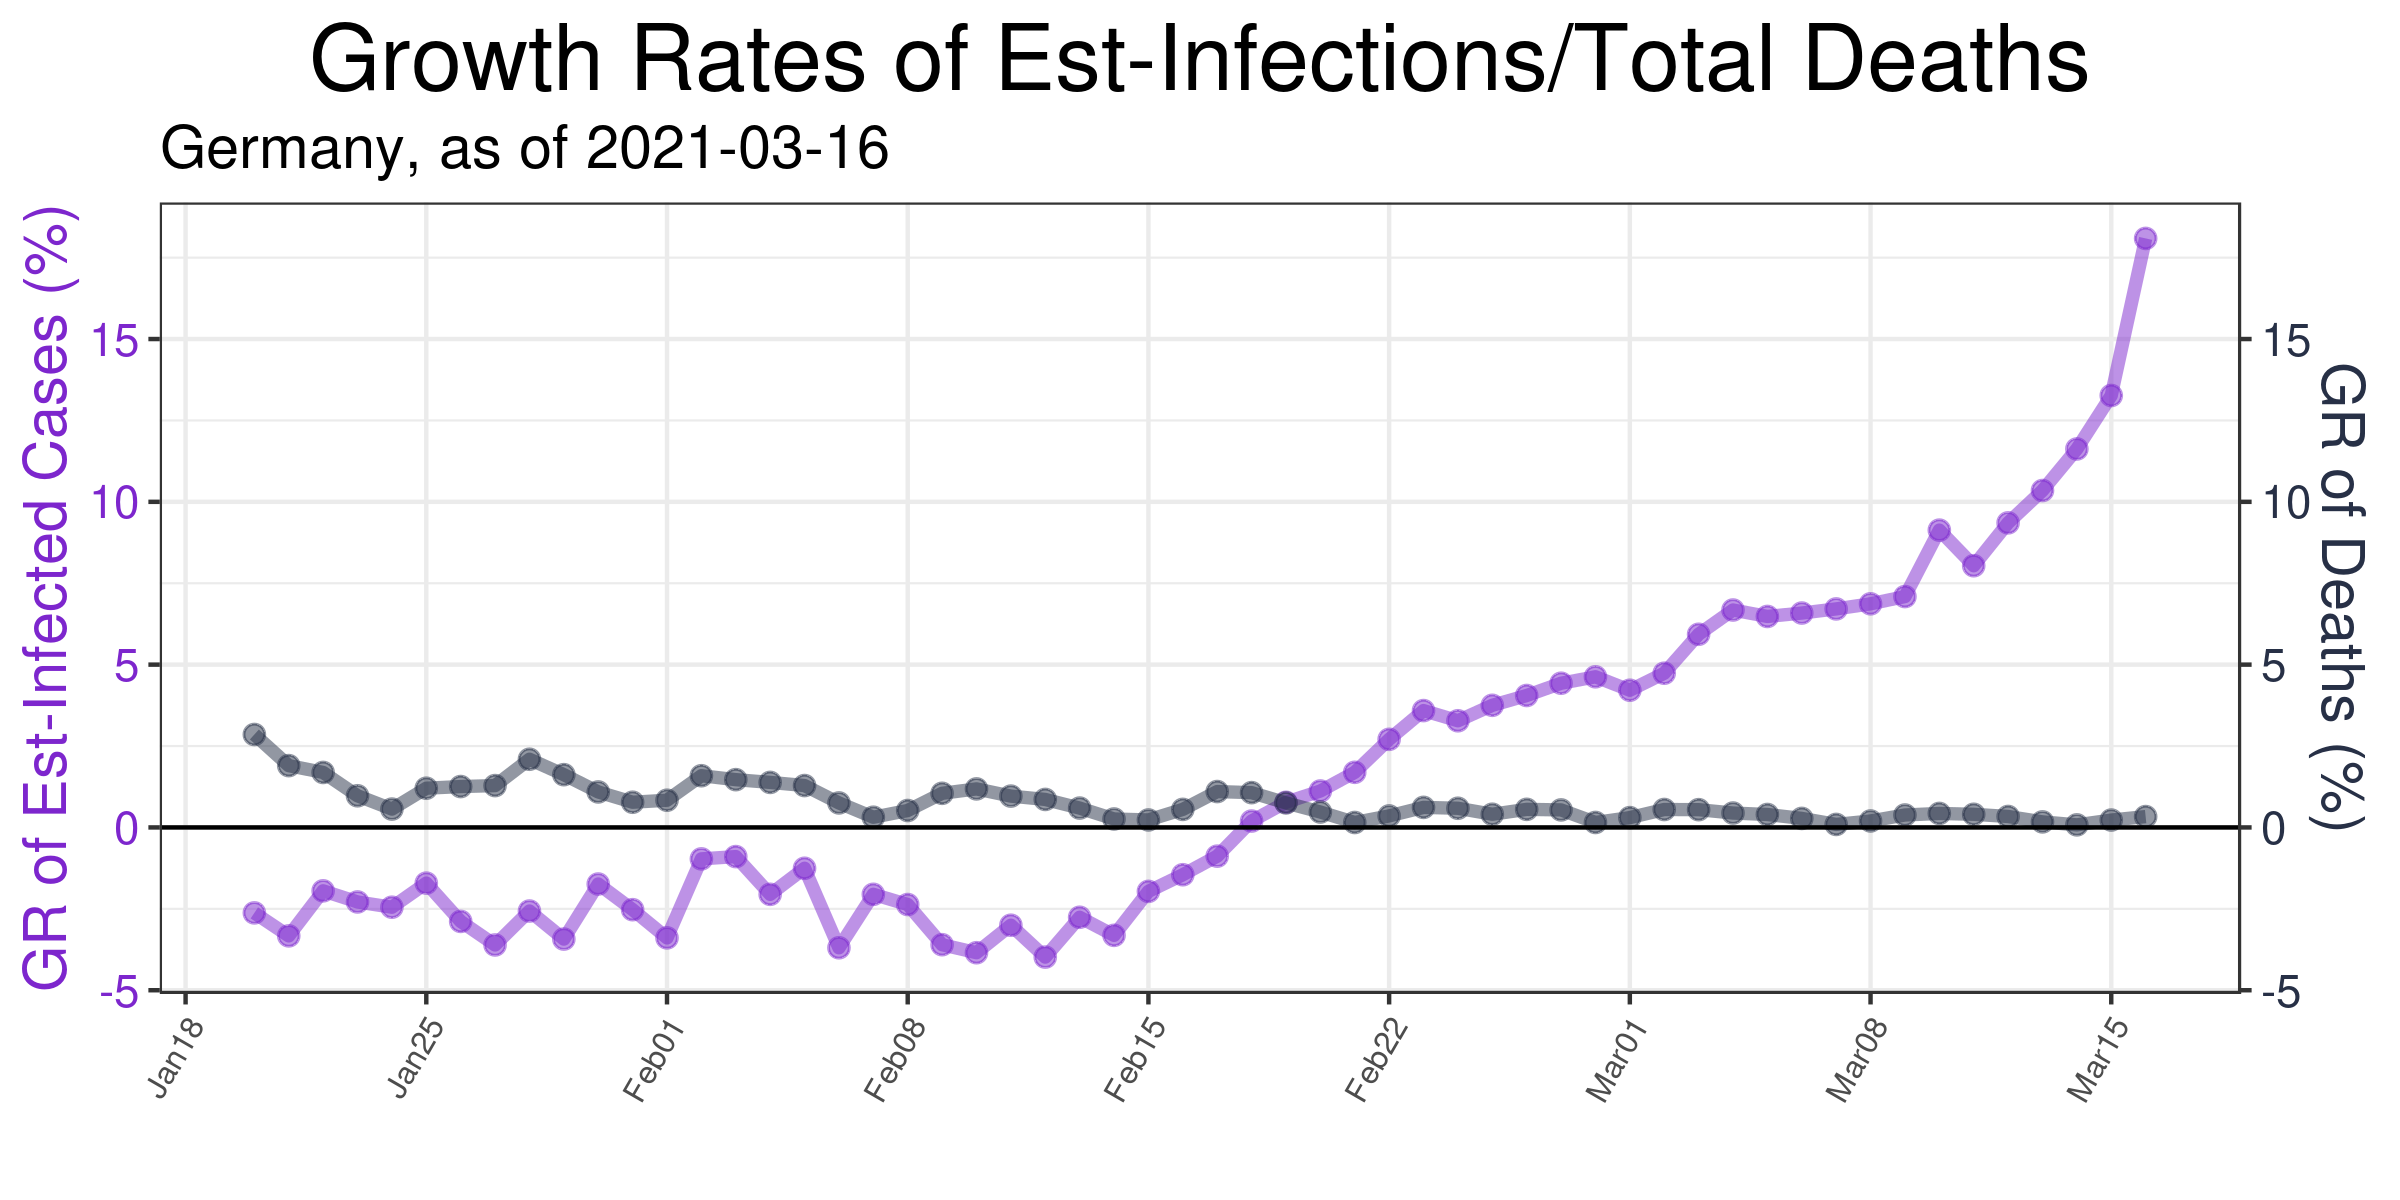 Growth Rates of Est-Infections/Total Deaths
Germany, as of 2021-03-16
GR of Est-Infected Cases (%)
15
10
5
0
-5
15
10
5
0
-5
GR of Deaths (%)
Jan18
Jan25
Feb01
Feb08
Feb15
Feb22
Mar01
Mar08
Mar15